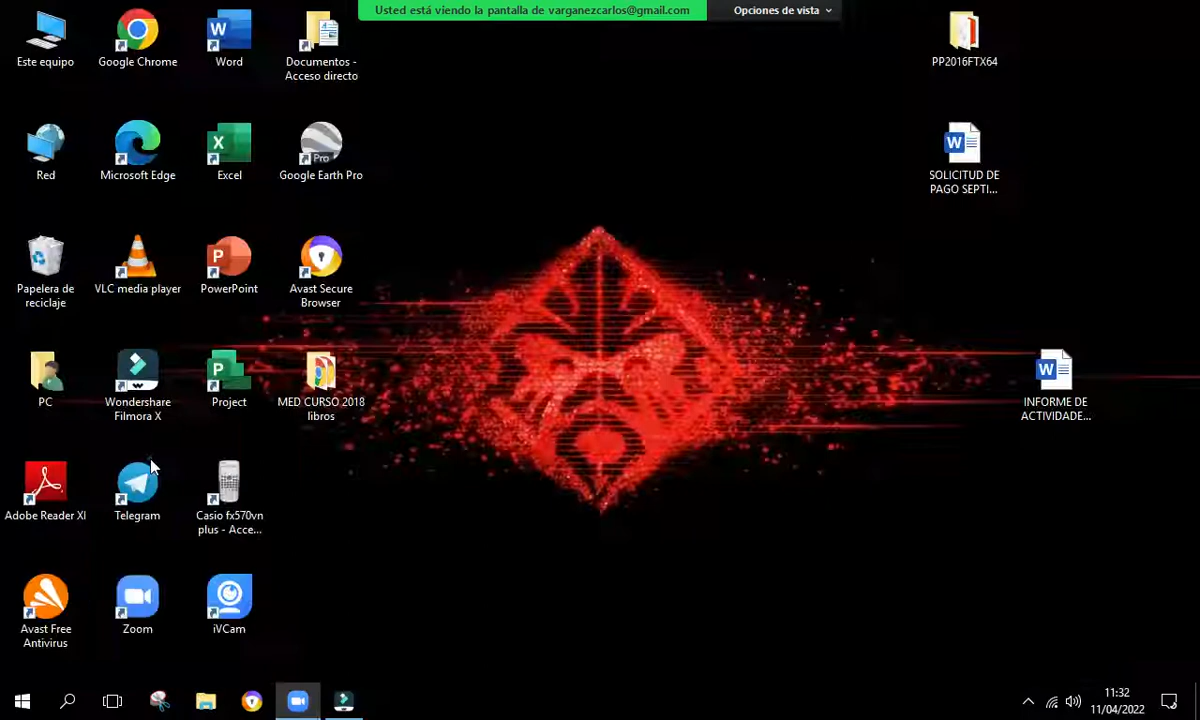 Usted está viendo la pantalla de varganezcarlos@gmail.com
Opciones de vista
Este equipo
Google Chrome
Word
Documentos -
Acceso directo
PP2016FTX64
Red
Microsoft Edge
Excel
Pro
Google Earth Pro
SOLICITUD DE
PAGO SEPTI...
Papelera de
reciclaje
VLC media player
PowerPoint
Avast Secure
Browser
PC
Wondershare
Filmora X
Project
MED CURSO 2018
libros
INFORME DE
ACTIVIDADE...
Adobe Reader XI
Telegram
Casio fx570vn
plus - Acce...
Avast Free
Antivirus
Zoom
iVCam
11:32
11/04/2022